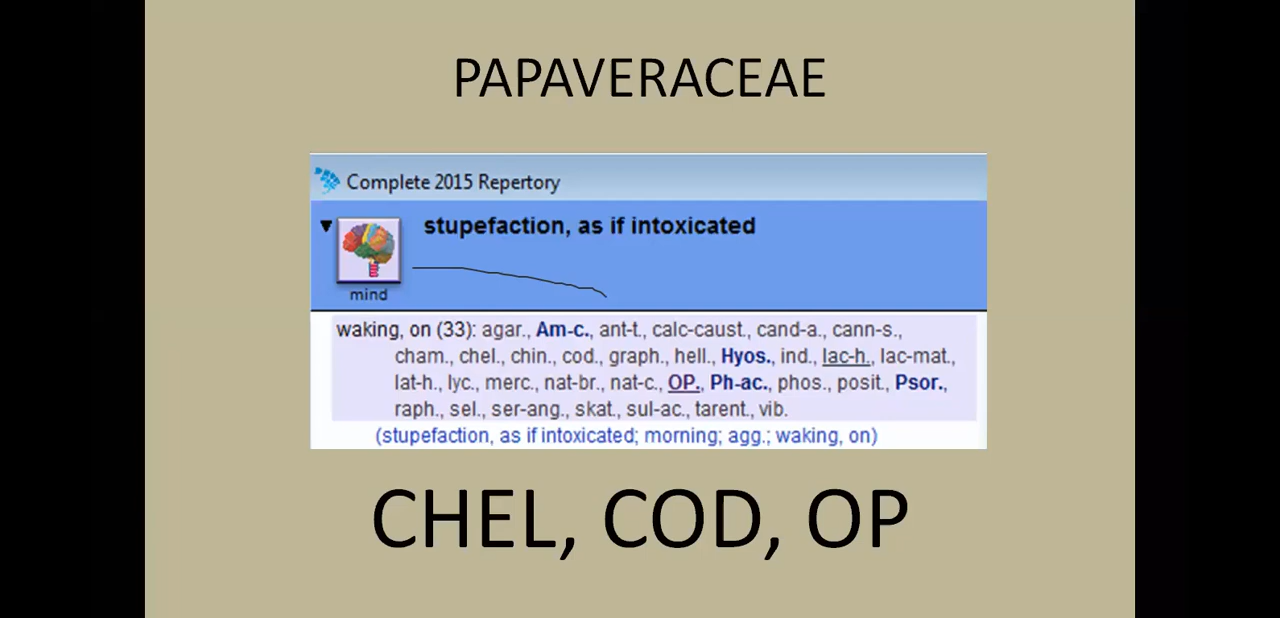 PAPAVERACEAE
Complete 2015 Repertory
stupefaction, as if intoxicated
mind
waking, on (33): agar., Am-c., ant-t., calc-caust., cand-a., cann-s.,
cham., chel., chin., cod., graph., hell., Hyos., ind., lac-h., lac-mat.,
lat-h., lyc., merc., nat-br., nat-c., OP., Ph-ac., phos., posit., Psor.,
raph., sel., ser-ang., skat., sul-ac., tarent., vib.
(stupefaction, as if intoxicated; morning; agg.; waking, on)
CHEL, COD, OP